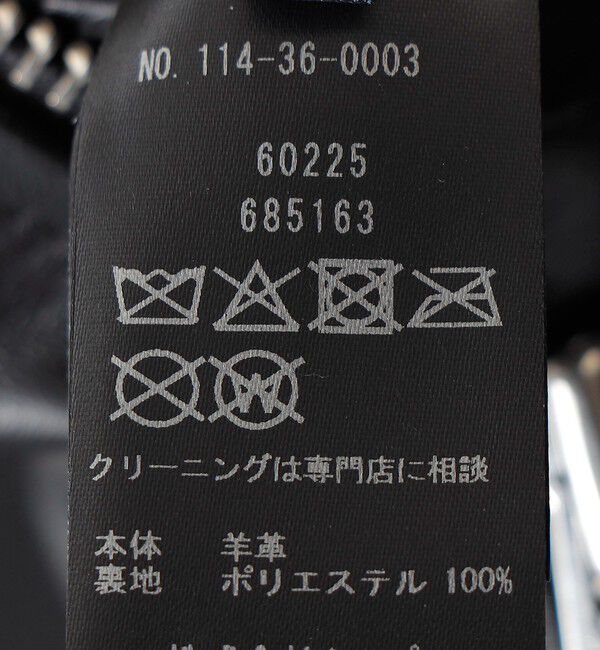 NO. 114-36-0003
60225
685163
W
クリーニングは専門店に相談
本体 羊革
裏地 ポリエステル 100%